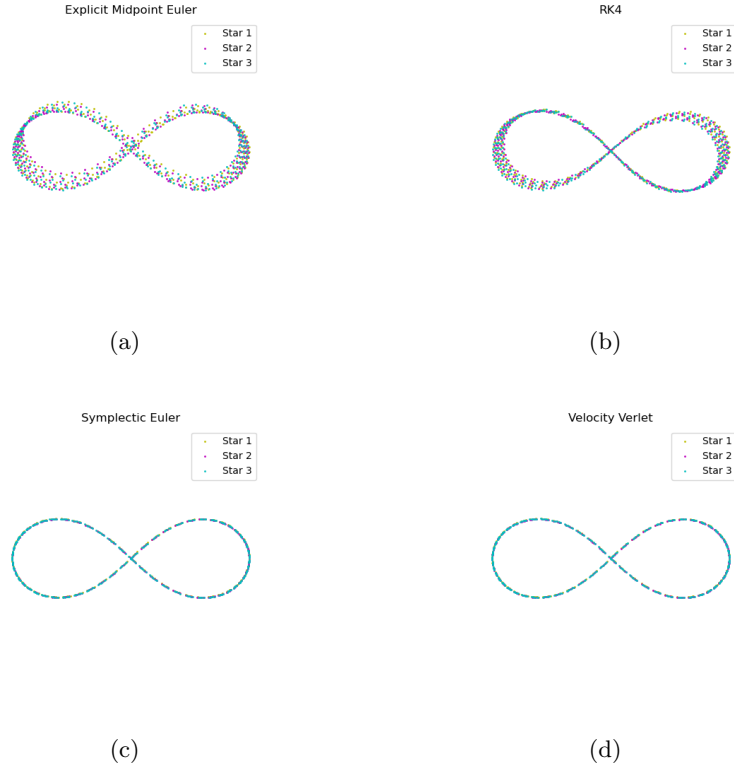 Explicit Midpoint Euler
Star 1
Star 2
Star 3
(a)
RK4
Star 1
Star 2
Star 3
(b)
Symplectic Euler
Star 1
Star 2
Star 3
(c)
Velocity Verlet
Star 1
Star 2
Star 3
(d)